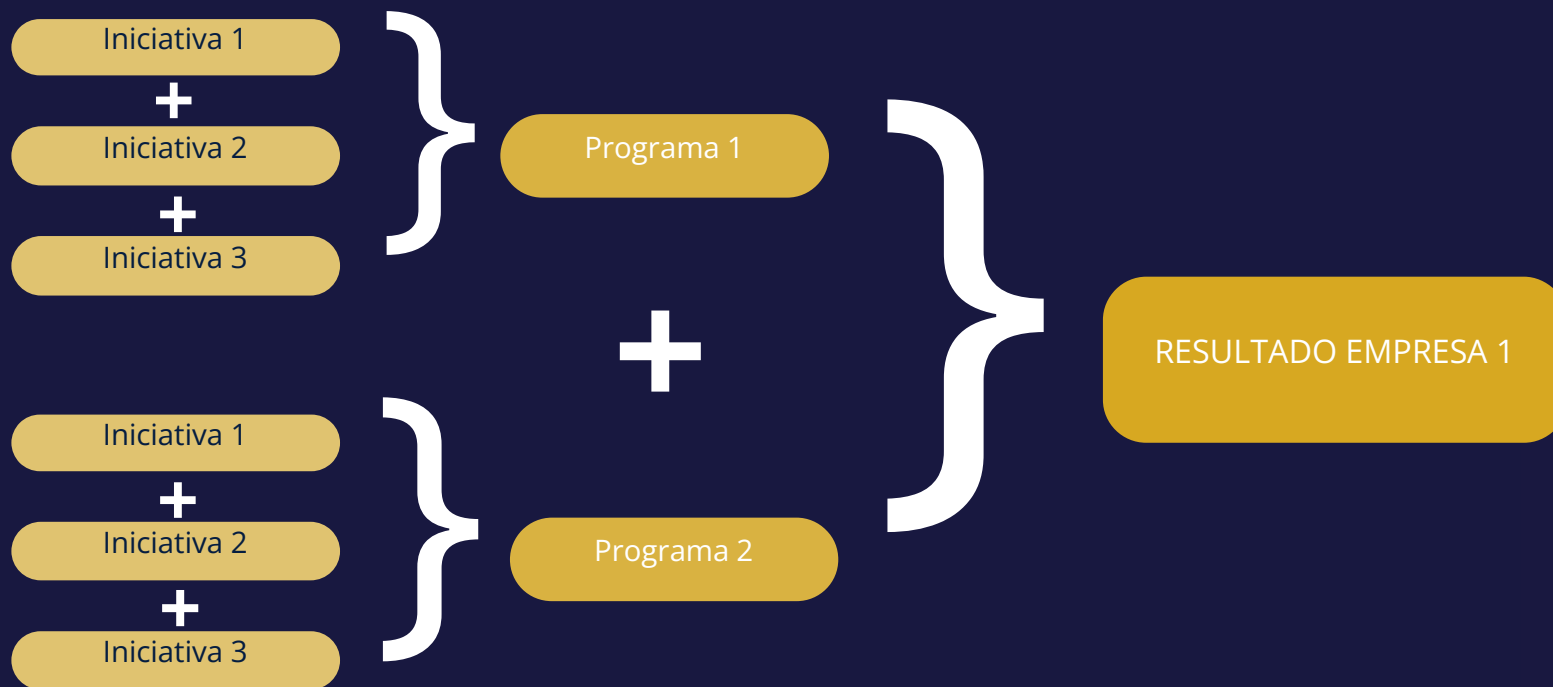 Iniciativa 1
+
Iniciativa 2
+
Iniciativa 3
}
Programa 1
+
Iniciativa 1
+
Iniciativa 2
+
Iniciativa 3
}
Programa 2
}
RESULTADO EMPRESA 1